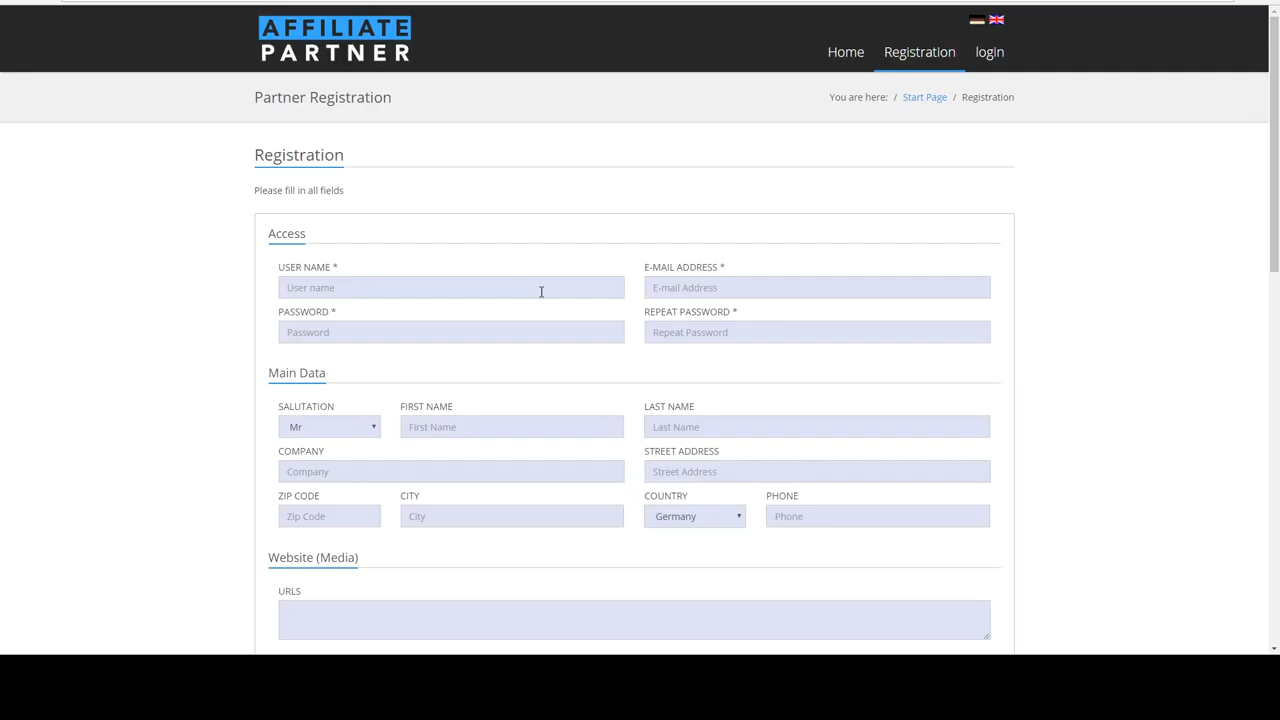 AFFILIATE
PARTNER
Home Registration login
Partner Registration
You are here: / Start Page / Registration
Registration
Please fill in all fields
Access
USER NAME * E-MAIL ADDRESS *
User name E-mail Address
PASSWORD * REPEAT PASSWORD *
Password Repeat Password
Main Data
SALUTATION FIRST NAME LAST NAME
Mr First Name Last Name
COMPANY STREET ADDRESS
Company Street Address
ZIP CODE CITY COUNTRY PHONE
Zip Code City Germany Phone
Website (Media)
URLS